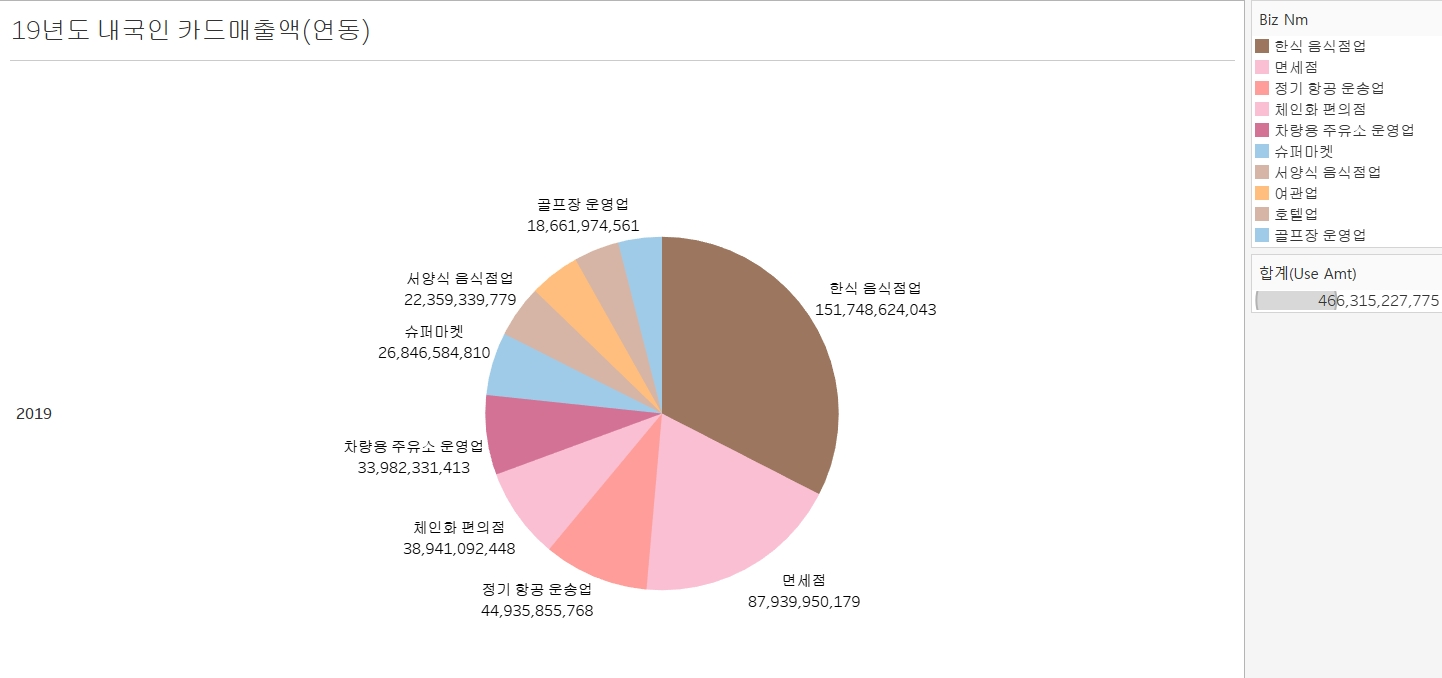 19년도 내국인 카드매출액(연동)
골프장 운영업
18,661,974,561
서양식 음식점업
22,359,339,779
한식 음식점업
151,748,624,043
슈퍼마켓
26,846,584,810
2019
차량용 주유소 운영업
33,982,331,413
체인화 편의점
38,941,092,448
정기 항공 운송업
44,935,855,768
면세점
87,939,950,179
Biz Nm
한식 음식점업
면세점
정기 항공 운송업
체인화 편의점
차량용 주유소 운영업
슈퍼마켓
서양식 음식점업
여관업
호텔업
골프장 운영업
합계(Use Amt)
466,315,227,775